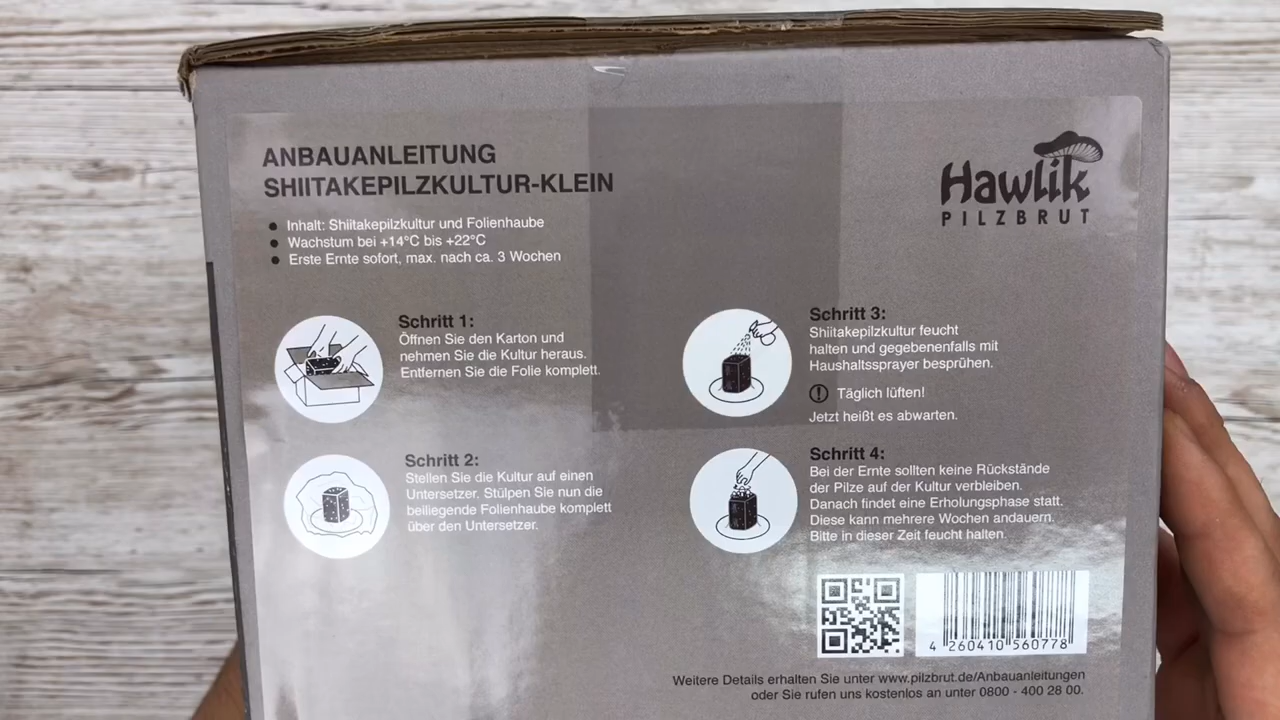 ANBAUANLEITUNG
SHIITAKEPILZKULTUR-KLEIN
Hawlik
PILZBRUT
● Inhalt: Shiitakepilzkultur und Folienhaube
● Wachstum bei +14°C bis +22°C
● Erste Ernte sofort, max. nach ca. 3 Wochen
Schritt 1:
Öffnen Sie den Karton und
nehmen Sie die Kultur heraus.
Entfernen Sie die Folie komplett.
Schritt 2:
Stellen Sie die Kultur auf einen
Untersetzer. Stülpen Sie nun die
beiliegende Folienhaube komplett
über den Untersetzer.
Schritt 3:
Shiitakepilzkultur feucht
halten und gegebenenfalls mit
Haushaltssprayer besprühen.
! Täglich lüften!
Jetzt heißt es abwarten.
Schritt 4:
Bei der Ernte sollten keine Rückstände
der Pilze auf der Kultur verbleiben.
Danach findet eine Erholungsphase statt.
Diese kann mehrere Wochen andauern.
Bitte in dieser Zeit feucht halten.
4 260410 560778
Weitere Details erhalten Sie unter www.pilzbrut.de/Anbauanleitungen
oder Sie rufen uns kostenlos an unter 0800 - 400 28 00.